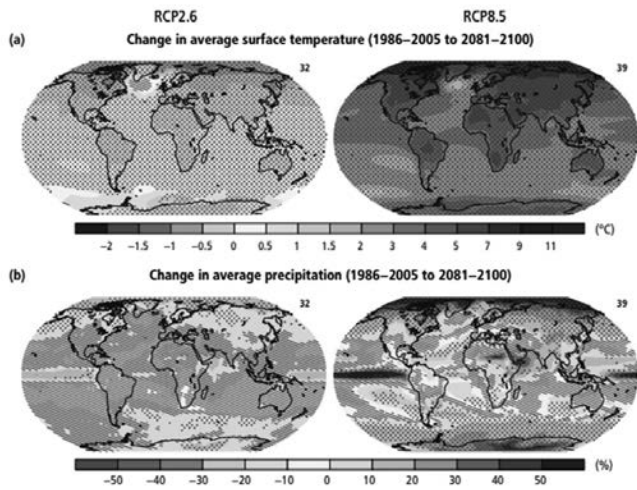 RCP2.6 RCP8.5
(a) Change in average surface temperature (1986–2005 to 2081–2100)
32 39
−2 −1.5 −1 −0.5 0 0.5 1 1.5 2 3 4 5 7 9 11 (°C)
(b) Change in average precipitation (1986–2005 to 2081–2100)
32 39
−50 −40 −30 −20 −10 0 10 20 30 40 50 (%)